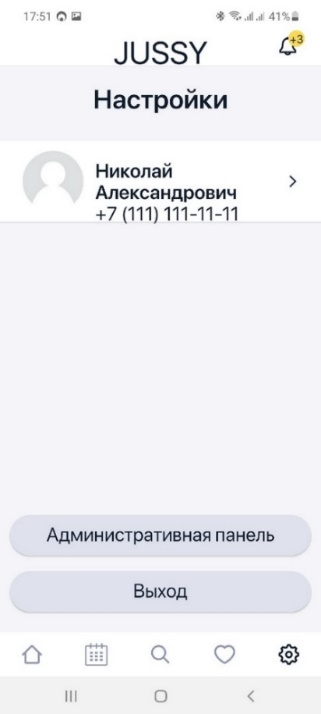 17:51 41%
JUSSY
+3
Настройки
Николай
Александрович
+7 (111) 111-11-11
Административная панель
Выход